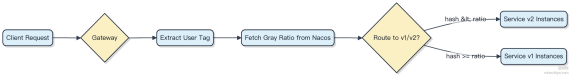 Client Request
Gateway
Extract User Tag
Fetch Gray Ratio from Nacos
Route to v1/v2?
hash &lt; ratio
Service v2 Instances
hash >= ratio
Service v1 Instances